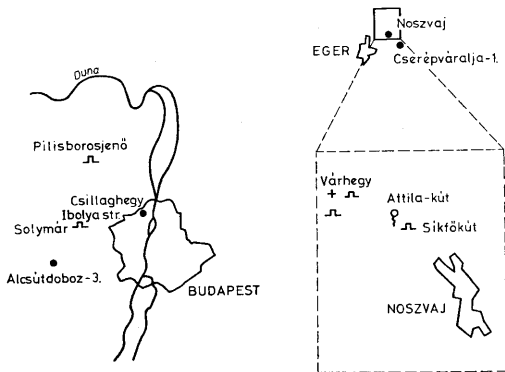 Duna
Pilisborosjenő
Csillaghegy
Ibolya str.
Solymár
Alcsútdoboz-3.
BUDAPEST
Noszvaj
EGER
Cserépváralja-1.
Várhegy
Attila-kút
Síkfőkút
NOSZVAJ